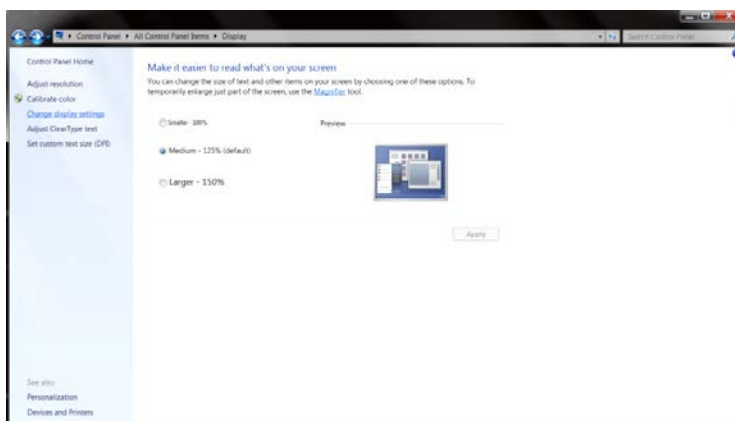 Control Panel ▸ All Control Panel Items ▸ Display
Search Control Panel
Control Panel Home
Adjust resolution
Calibrate color
Change display settings
Adjust ClearType text
Set custom text size (DPI)
Make it easier to read what's on your screen
You can change the size of text and other items on your screen by choosing one of these options. To
temporarily enlarge just part of the screen, use the Magnifier tool.
Smaller - 100%
Preview
Medium - 125% (default)
Larger - 150%
Apply
See also
Personalization
Devices and Printers